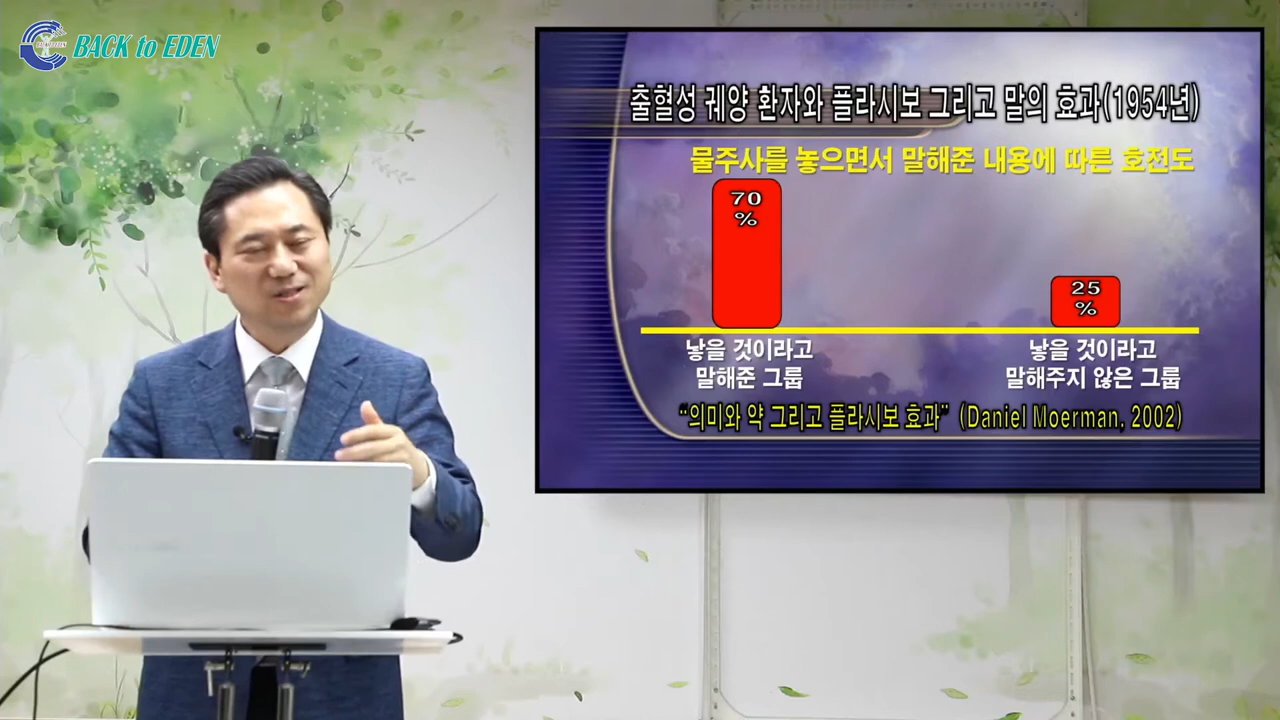 BACK to EDEN
출혈성 궤양 환자와 플라시보 그리고 말의 효과(1954년)
물주사를 놓으면서 말해준 내용에 따른 호전도
70
%
25
%
낳을 것이라고
말해준 그룹
낳을 것이라고
말해주지 않은 그룹
“의미와 약 그리고 플라시보 효과” (Daniel Moerman, 2002)